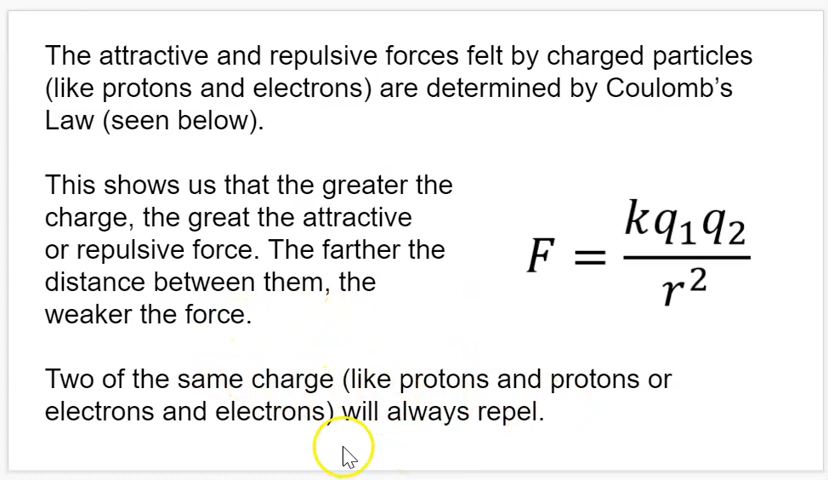 The attractive and repulsive forces felt by charged particles
(like protons and electrons) are determined by Coulomb's
Law (seen below).
This shows us that the greater the
charge, the great the attractive
or repulsive force. The farther the
distance between them, the
weaker the force.
F = kq₁q₂ / r²
Two of the same charge (like protons and protons or
electrons and electrons) will always repel.